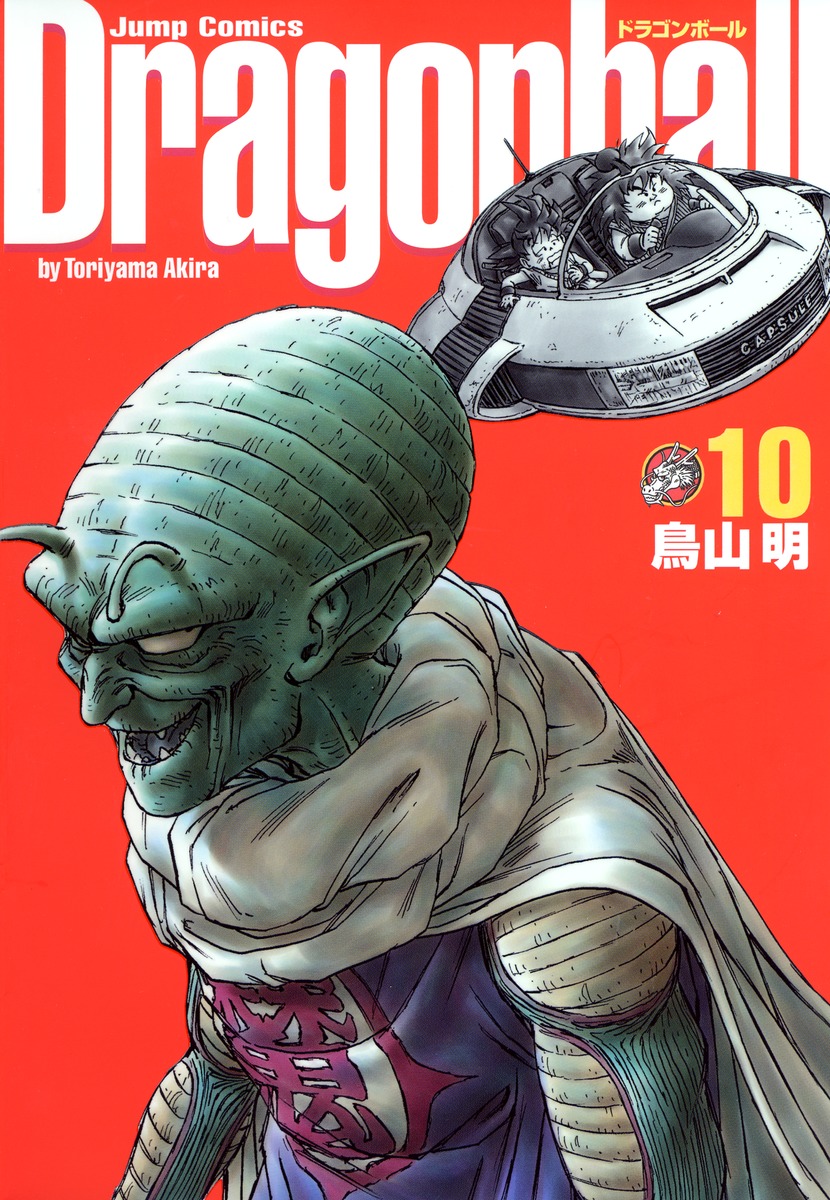 Jump Comics
ドラゴンボール
Dragonball
by Toriyama Akira
CAPSULE
10
鳥山 明